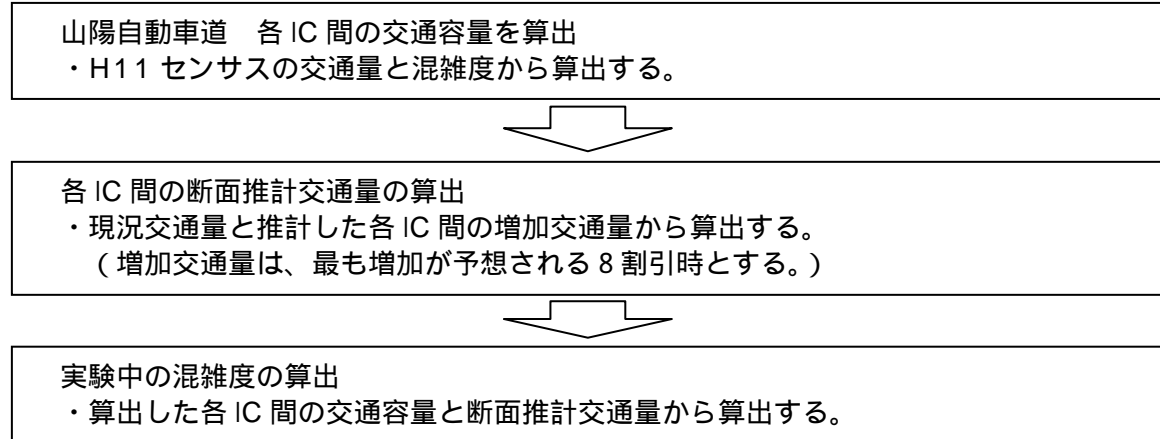 山陽自動車道　各 IC 間の交通容量を算出
・H11 センサスの交通量と混雑度から算出する。
各 IC 間の断面推計交通量の算出
・現況交通量と推計した各 IC 間の増加交通量から算出する。
（増加交通量は、最も増加が予想される 8 割引時とする。）
実験中の混雑度の算出
・算出した各 IC 間の交通容量と断面推計交通量から算出する。